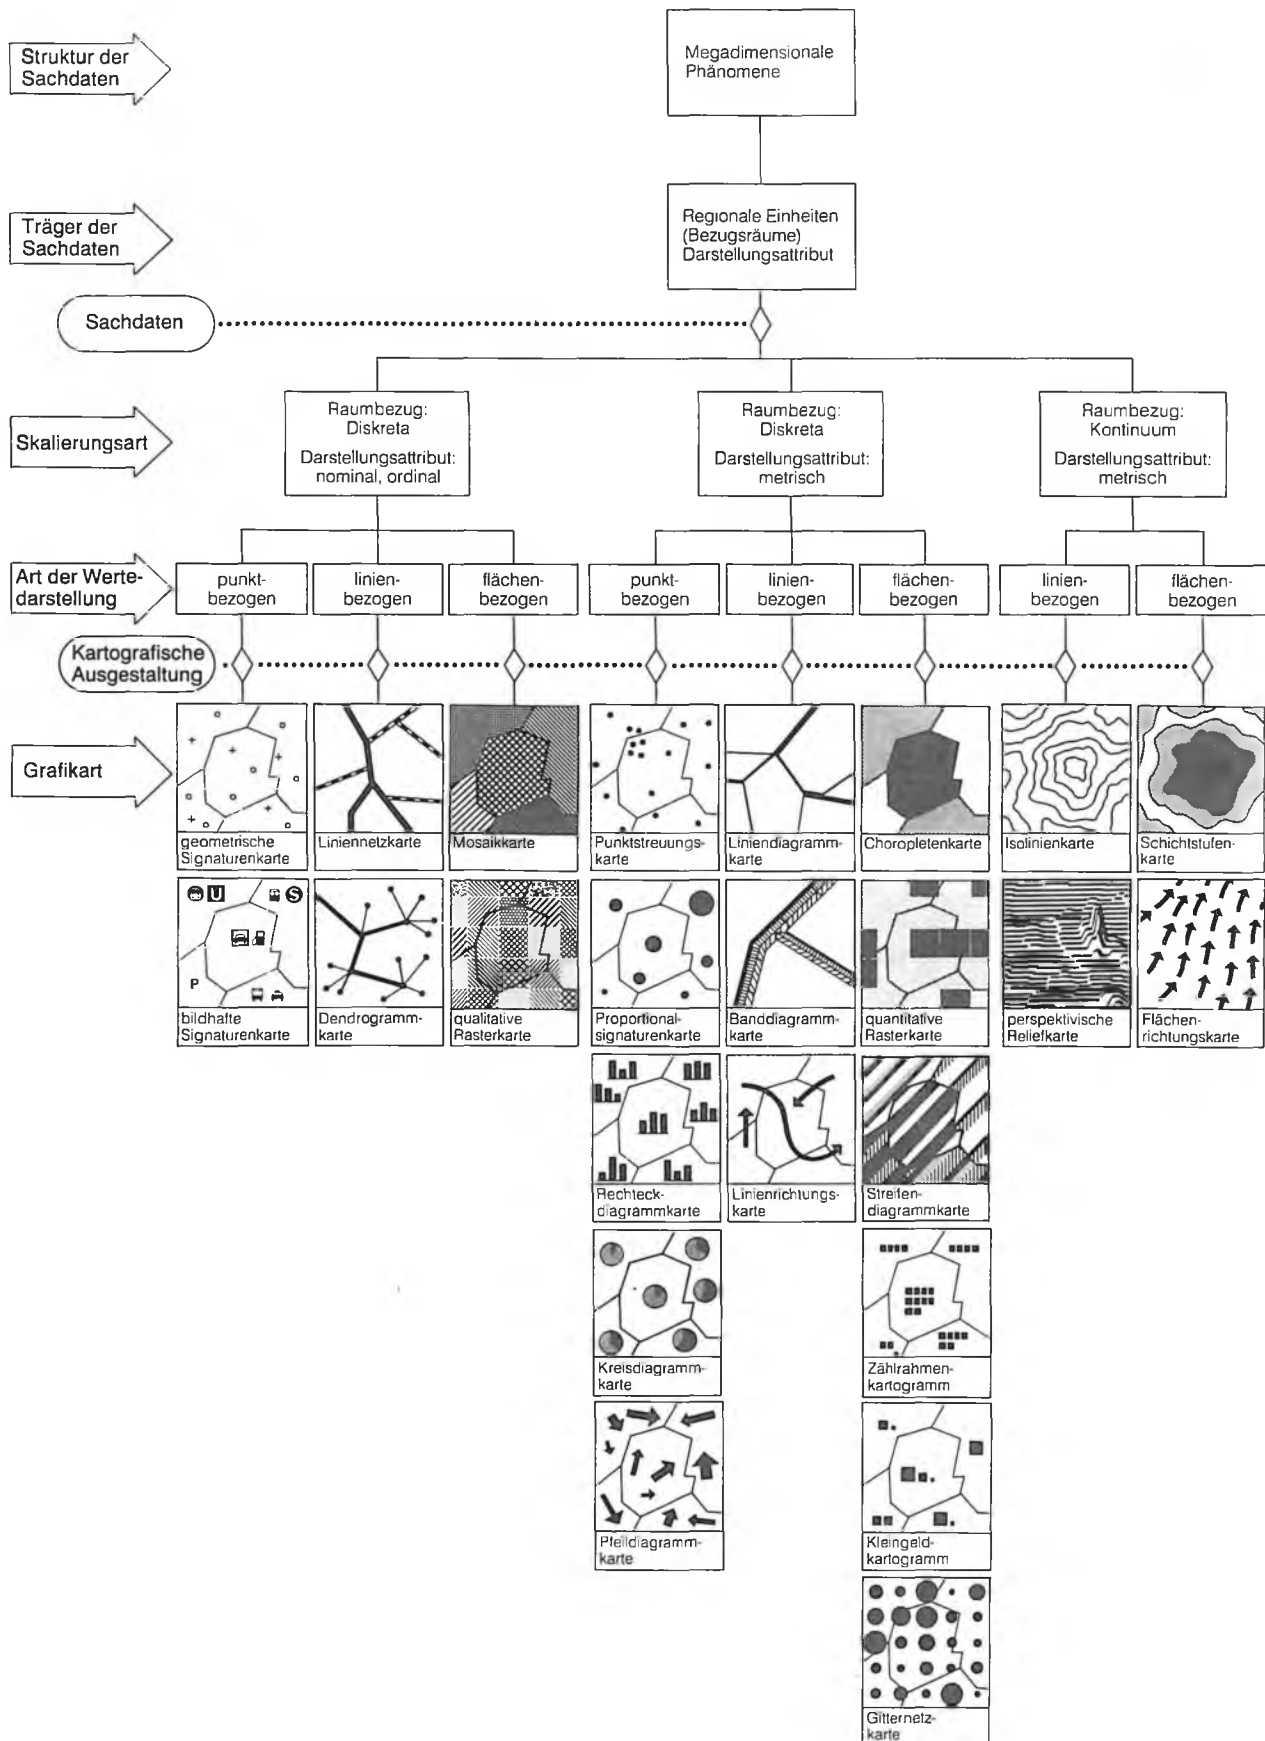 Struktur der
Sachdaten
Megadimensionale
Phänomene
Träger der
Sachdaten
Regionale Einheiten
(Bezugsräume)
Darstellungsattribut
Sachdaten
Skalierungsart
Raumbezug:
Diskreta
Darstellungsattribut:
nominal, ordinal
Raumbezug:
Diskreta
Darstellungsattribut:
metrisch
Raumbezug:
Kontinuum
Darstellungsattribut:
metrisch
Art der Werte-
darstellung
punkt-
bezogen
linien-
bezogen
flächen-
bezogen
punkt-
bezogen
linien-
bezogen
flächen-
bezogen
linien-
bezogen
flächen-
bezogen
Kartografische
Ausgestaltung
Grafikart
geometrische
Signaturenkarte
Liniennetzkarte
Mosaikkarte
Punktstreuungs-
karte
Liniendiagramm-
karte
Choropletenkarte
Isolinienkarte
Schichtstufen-
karte
U
S
P
bildhafte
Signaturenkarte
Dendrogramm-
karte
qualitative
Rasterkarte
Proportional-
signaturenkarte
Banddiagramm-
karte
quantitative
Rasterkarte
perspektivische
Reliefkarte
Flächen-
richtungskarte
Rechteck-
diagrammkarte
Linienrichtungs-
karte
Streifen-
diagrammkarte
Kreisdiagramm-
karte
Zählrahmen-
kartogramm
Pfeildiagramm-
karte
Kleingeld-
kartogramm
Gitternetz-
karte